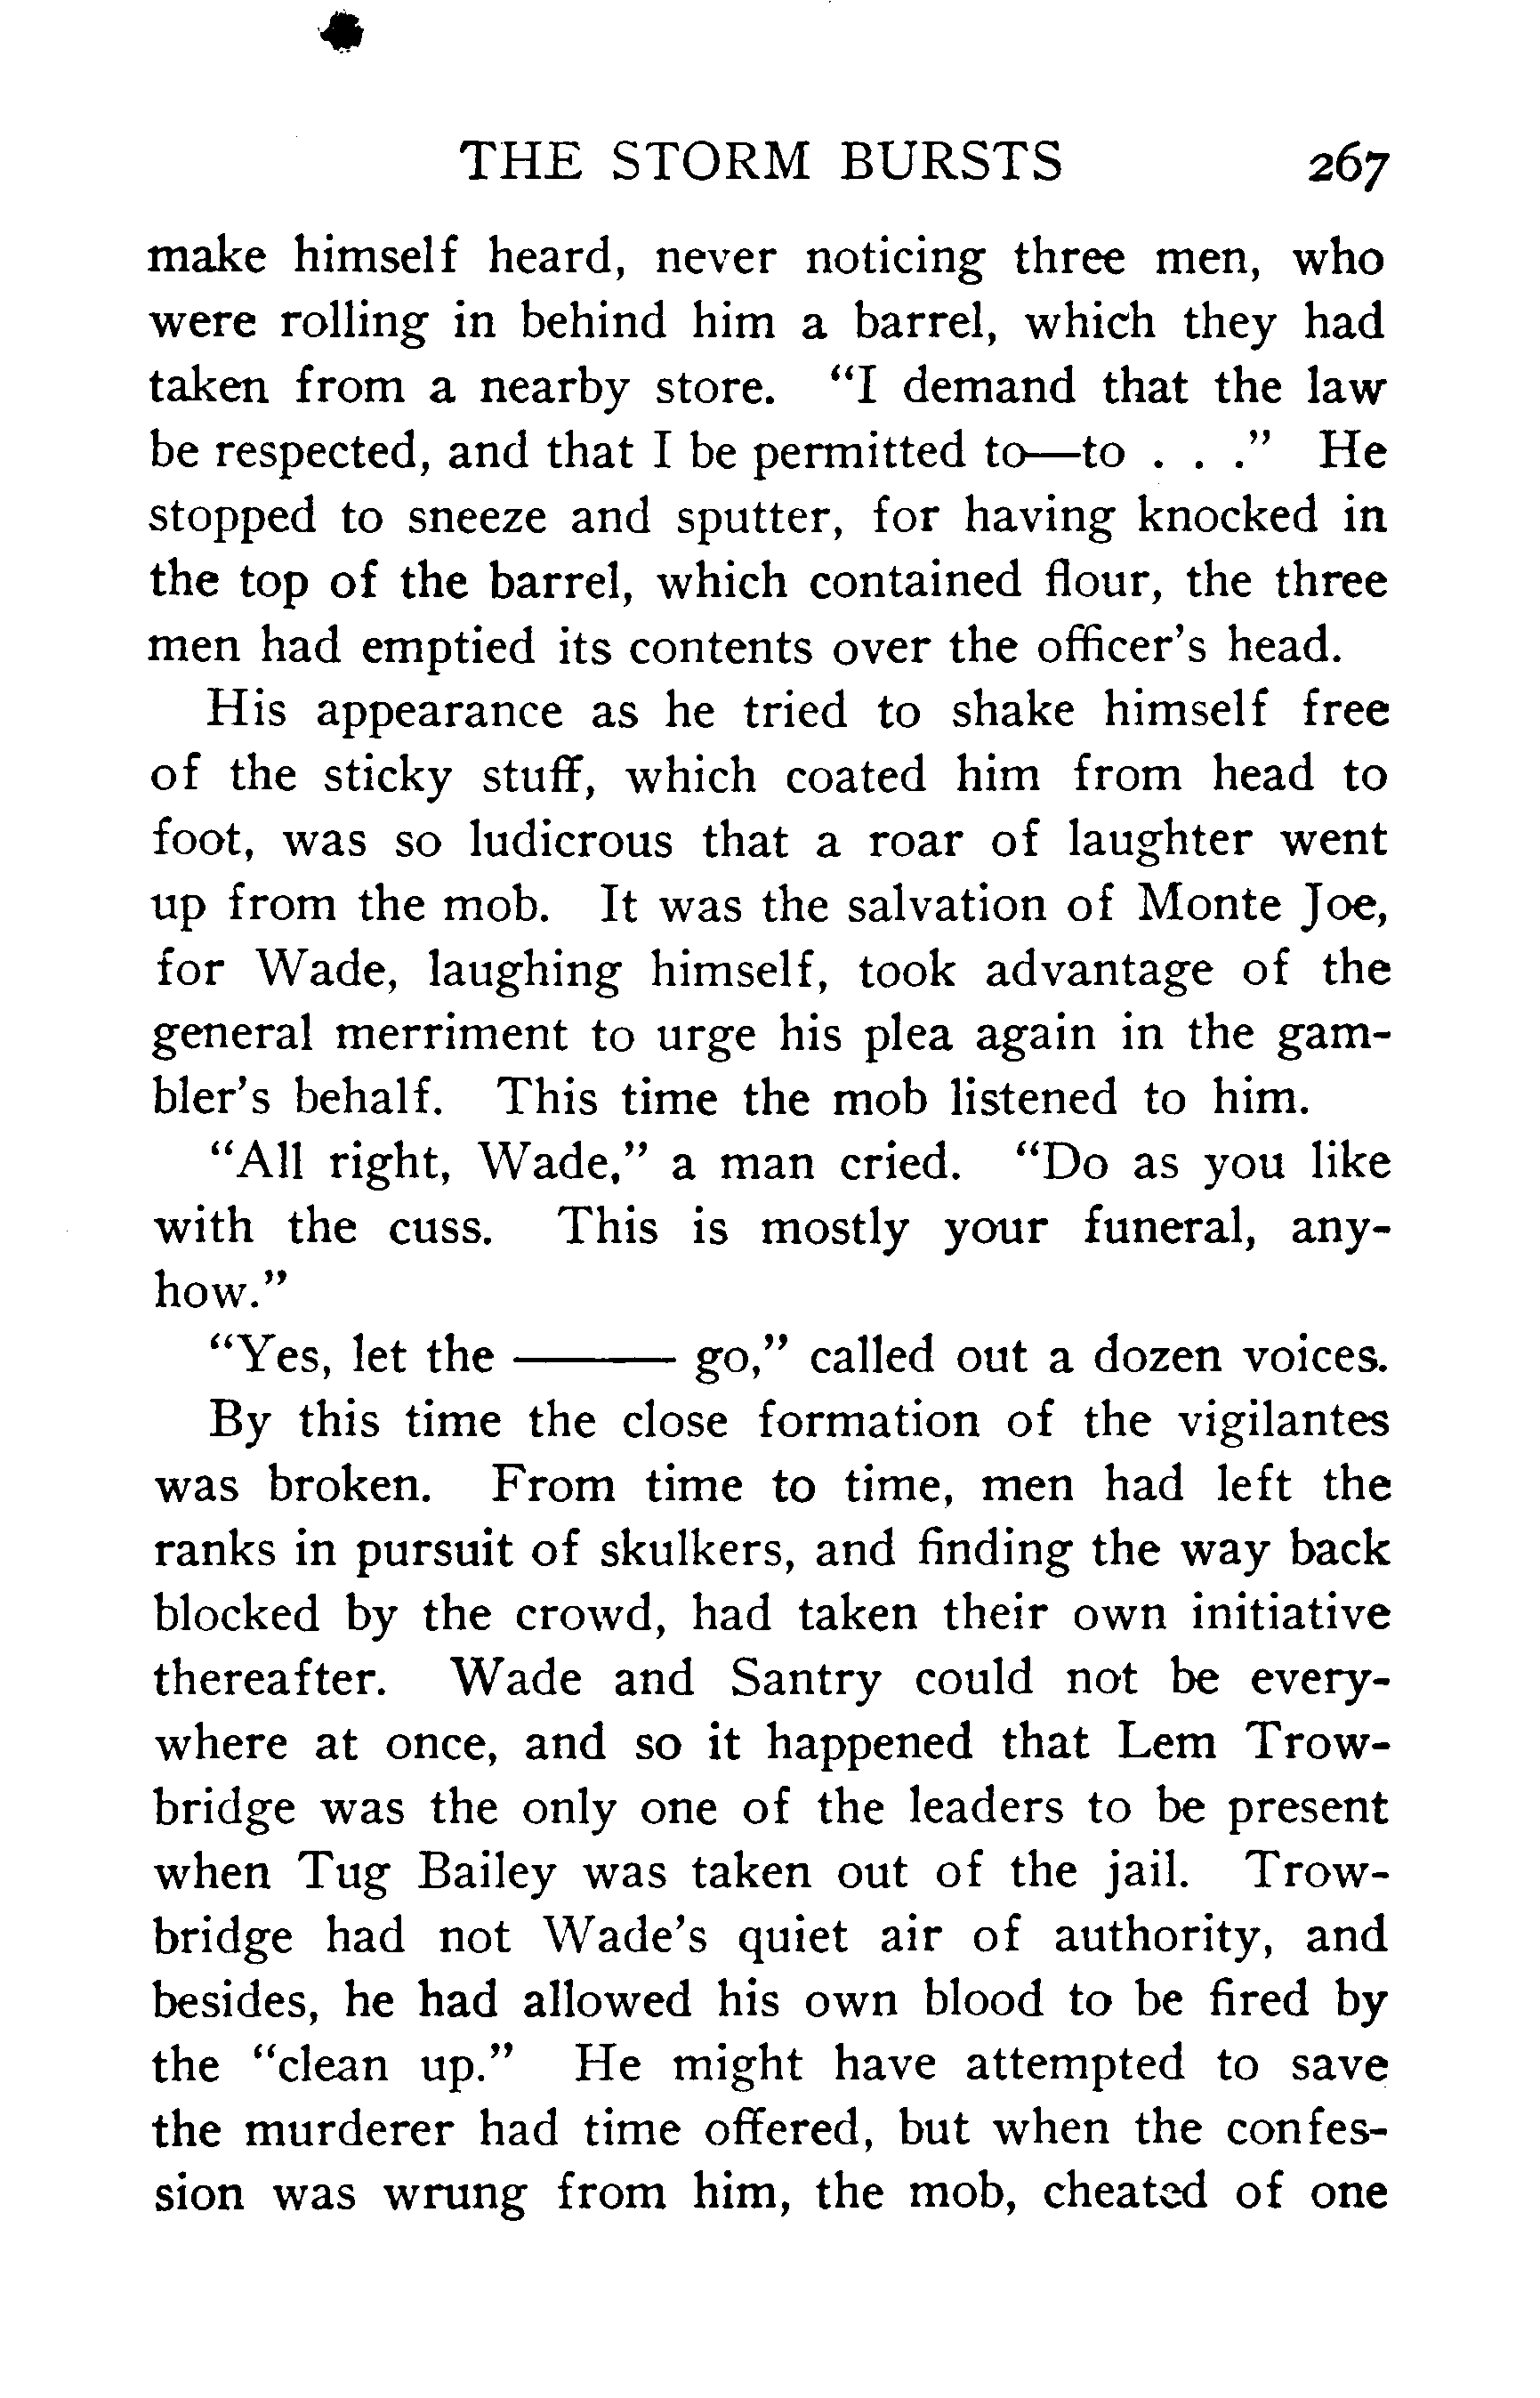 THE STORM BURSTS 267
make himself heard, never noticing three men, who
were rolling in behind him a barrel, which they had
taken from a nearby store. “I demand that the law
be respected, and that I be permitted to—to . . .” He
stopped to sneeze and sputter, for having knocked in
the top of the barrel, which contained flour, the three
men had emptied its contents over the officer’s head.
His appearance as he tried to shake himself free
of the sticky stuff, which coated him from head to
foot, was so ludicrous that a roar of laughter went
up from the mob. It was the salvation of Monte Joe,
for Wade, laughing himself, took advantage of the
general merriment to urge his plea again in the gam-
bler’s behalf. This time the mob listened to him.
“All right, Wade,” a man cried. “Do as you like
with the cuss. This is mostly your funeral, any-
how.”
“Yes, let the ——— go,” called out a dozen voices.
By this time the close formation of the vigilantes
was broken. From time to time, men had left the
ranks in pursuit of skulkers, and finding the way back
blocked by the crowd, had taken their own initiative
thereafter. Wade and Santry could not be every-
where at once, and so it happened that Lem Trow-
bridge was the only one of the leaders to be present
when Tug Bailey was taken out of the jail. Trow-
bridge had not Wade’s quiet air of authority, and
besides, he had allowed his own blood to be fired by
the “clean up.” He might have attempted to save
the murderer had time offered, but when the confes-
sion was wrung from him, the mob, cheated of one